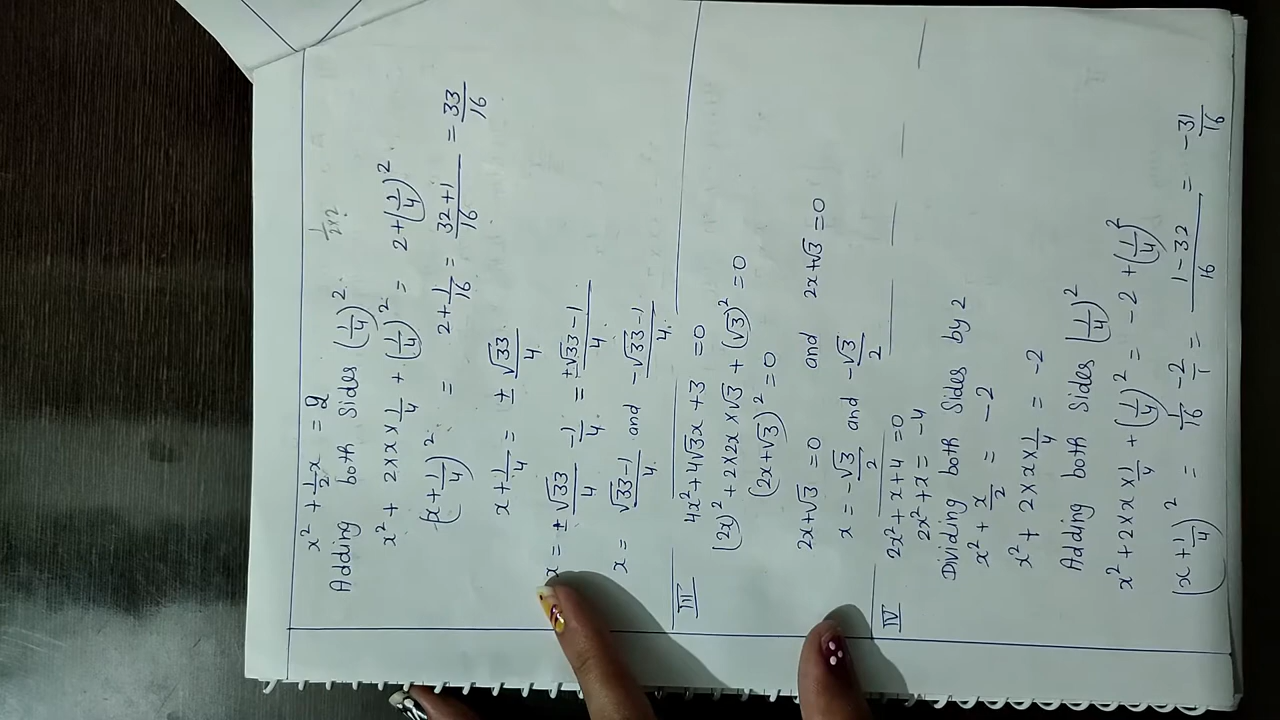 x² + 1/2 x = 2
Adding both Sides (1/4)².
x² + 2×x×1/4 + (1/4)² = 2+(1/4)².
(x+1/4)² = 2+1/16 = 32+1/16 = 33/16
x+1/4 = ± √33/4
x = ± √33/4 -1/4 = ±√33-1/4
x = √33-1/4 and -√33-1/4.
III 4x²+4√3x+3 =0
(2x)²+2×2x×√3 + (√3)² =0
(2x+√3)² =0
2x+√3 =0 and 2x+√3 =0
x = -√3/2 and -√3/2
IV 2x²+x+4 =0
2x²+x = -4
Dividing both Sides by 2
x² + x/2 = -2
x² + 2×x×1/4 = -2
Adding both Sides (1/4)²
x²+2×x×1/4 + (1/4)² = -2 +(1/4)²
(x+1/4)² = 1/16 -2/1 = 1-32/16 = -31/16